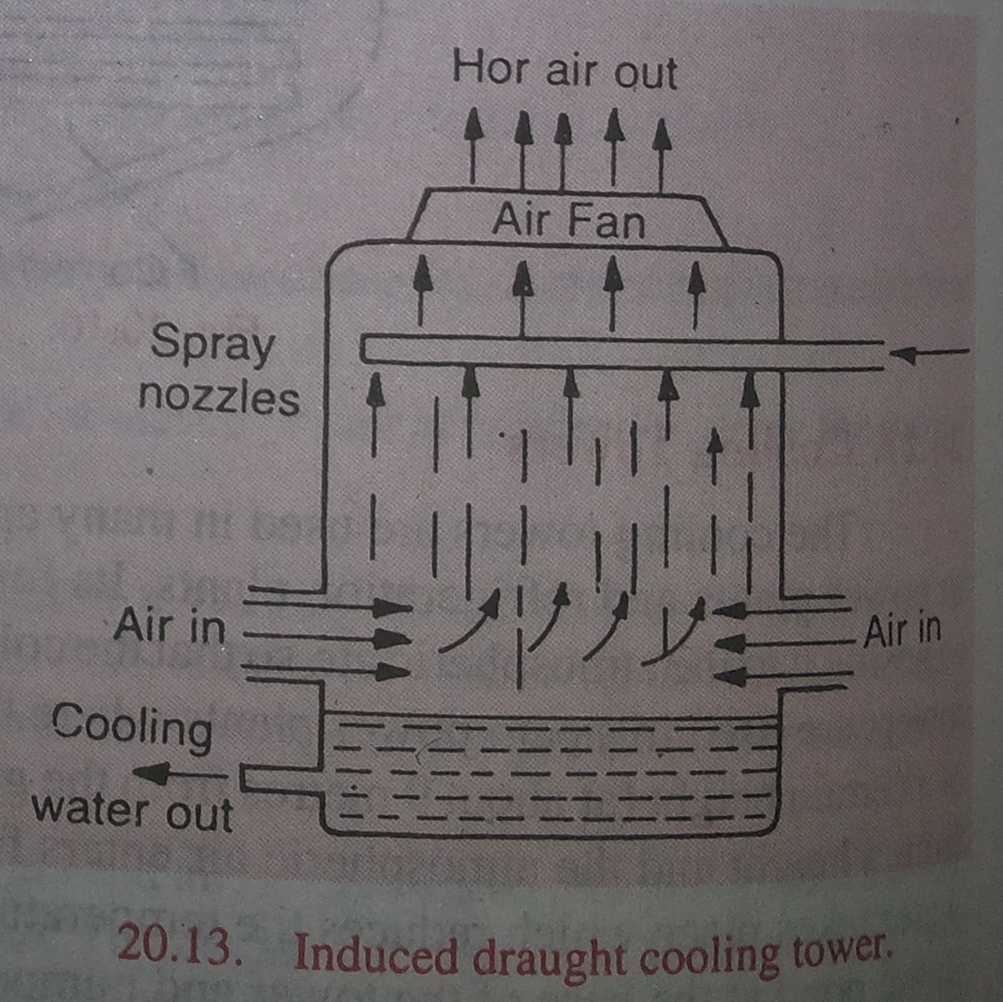 Hor air out
Air Fan
Spray
nozzles
Air in
Air in
Cooling
water out
20.13. Induced draught cooling tower.